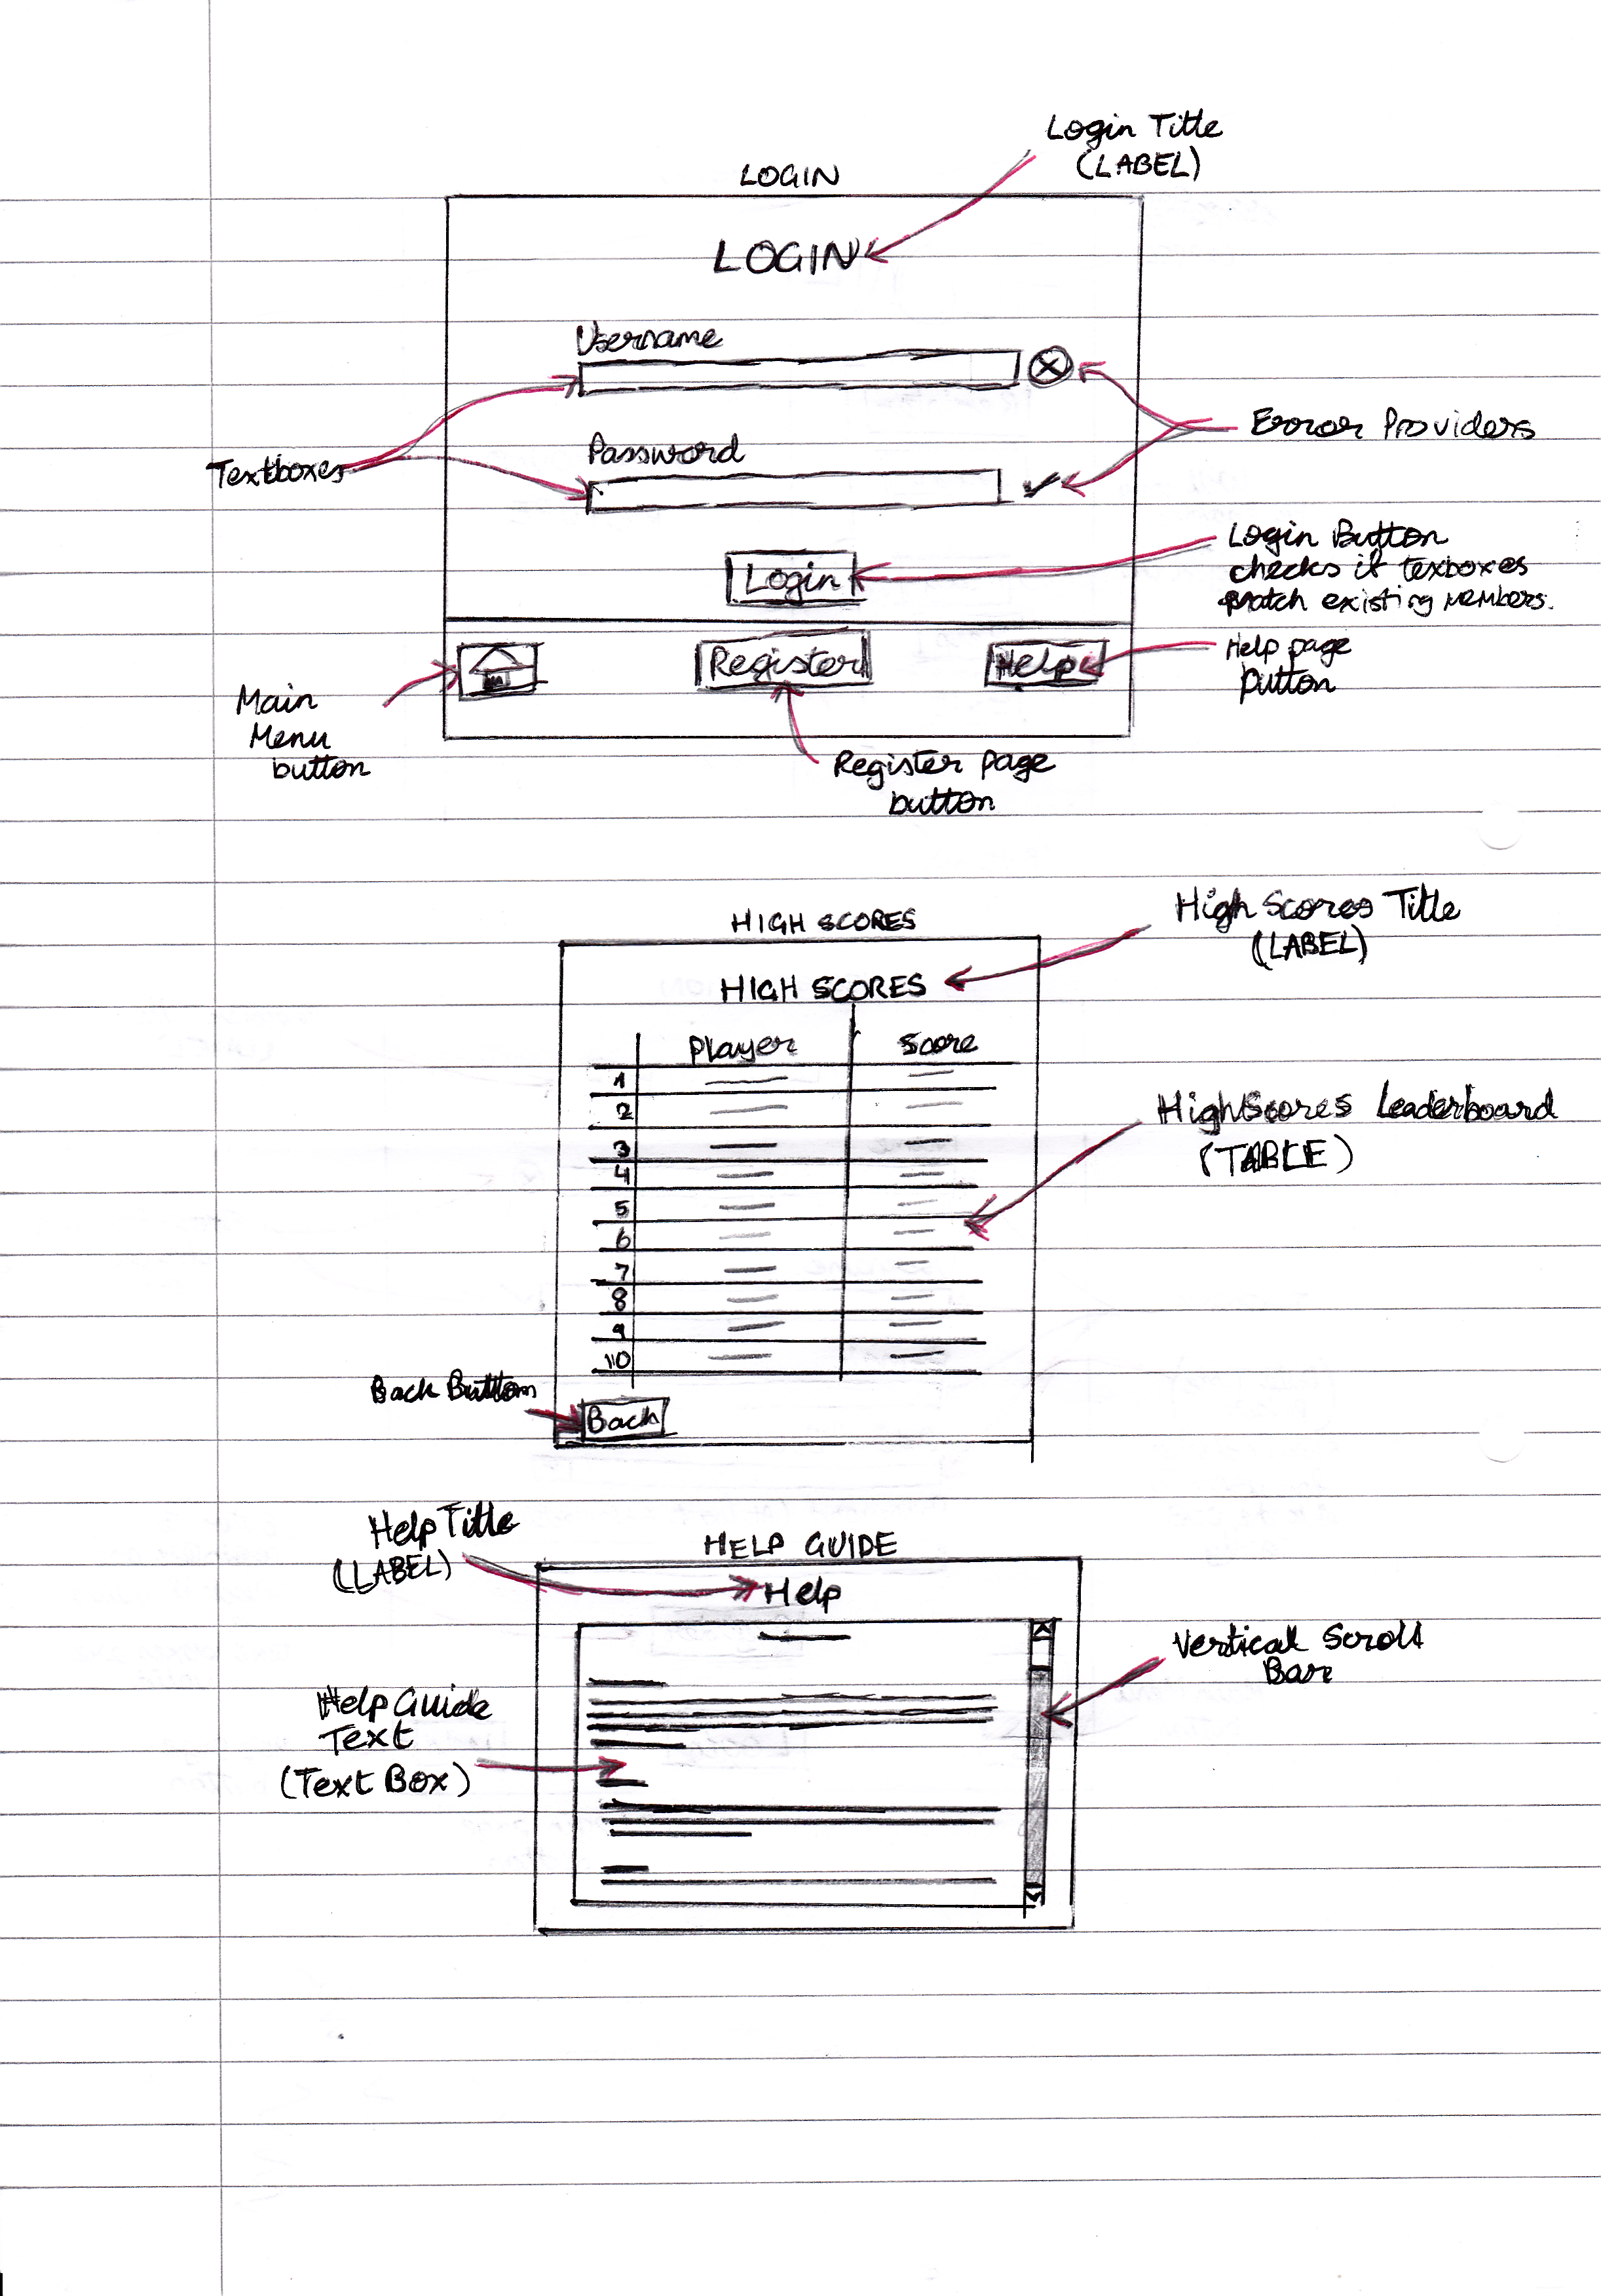 Login Title
(LABEL)
LOGIN
LOGIN
Username
Error Providers
Password
Textboxes
Login Button
checks if texboxes
match existing members.
Login
Register
Help
Help page
button
Main
Menu
button
Register page
button
High Scores Title
(LABEL)
HIGH SCORES
HIGH SCORES
Player Score
1
2
3
4
5
6
7
8
9
10
HighScores Leaderboard
(TABLE)
Back Button
Back
Help Title
(LABEL)
HELP GUIDE
Help
Vertical Scroll
Bar
Help Guide
Text
(Text Box)